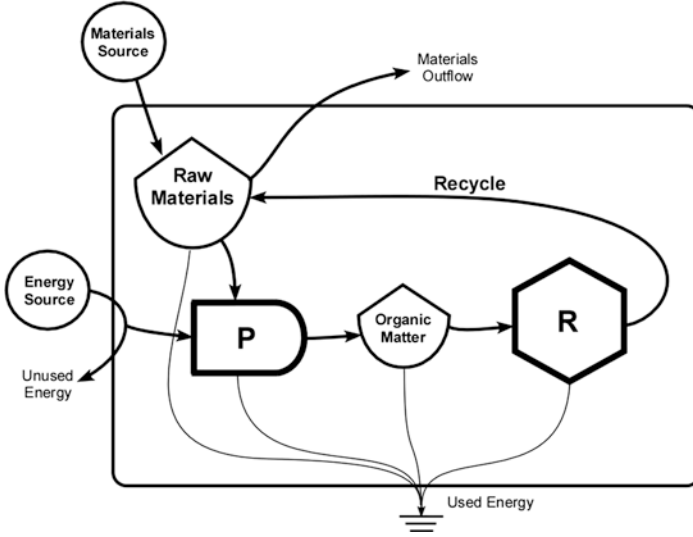 Materials
Source
Materials
Outflow
Raw
Materials
Recycle
Energy
Source
P
Organic
Matter
R
Unused
Energy
Used Energy